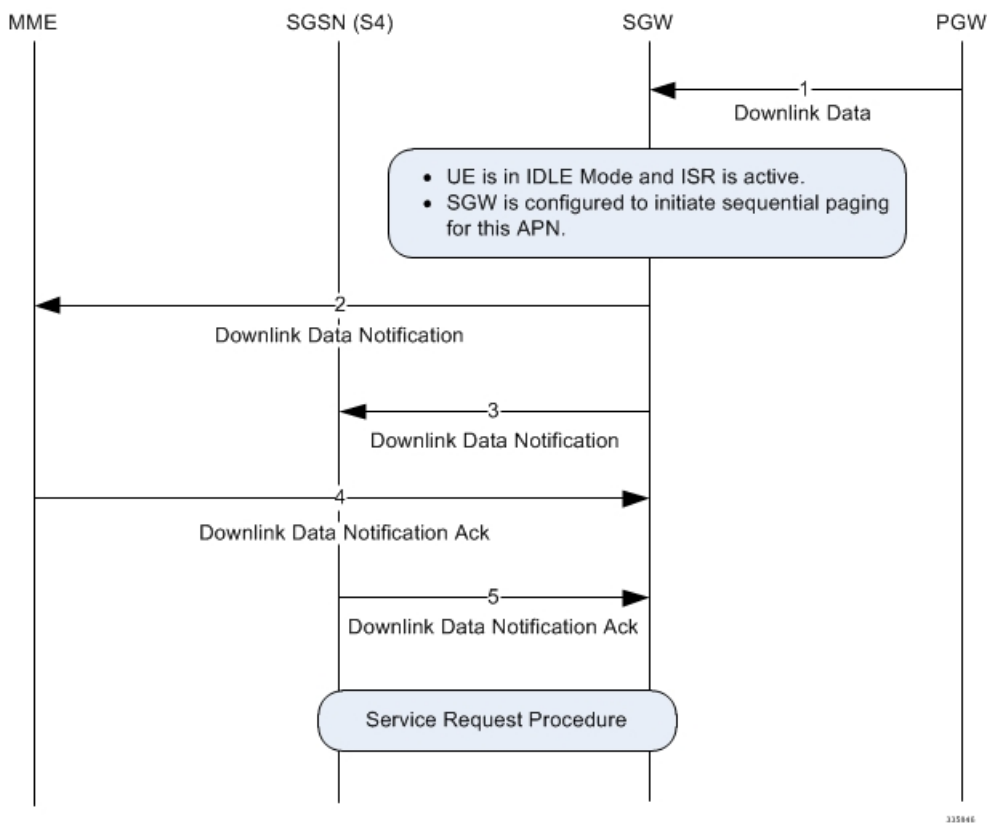 MME
SGSN (S4)
SGW
PGW
1
Downlink Data
• UE is in IDLE Mode and ISR is active.
• SGW is configured to initiate sequential paging
for this APN.
2
Downlink Data Notification
3
Downlink Data Notification
4
Downlink Data Notification Ack
5
Downlink Data Notification Ack
Service Request Procedure
335946